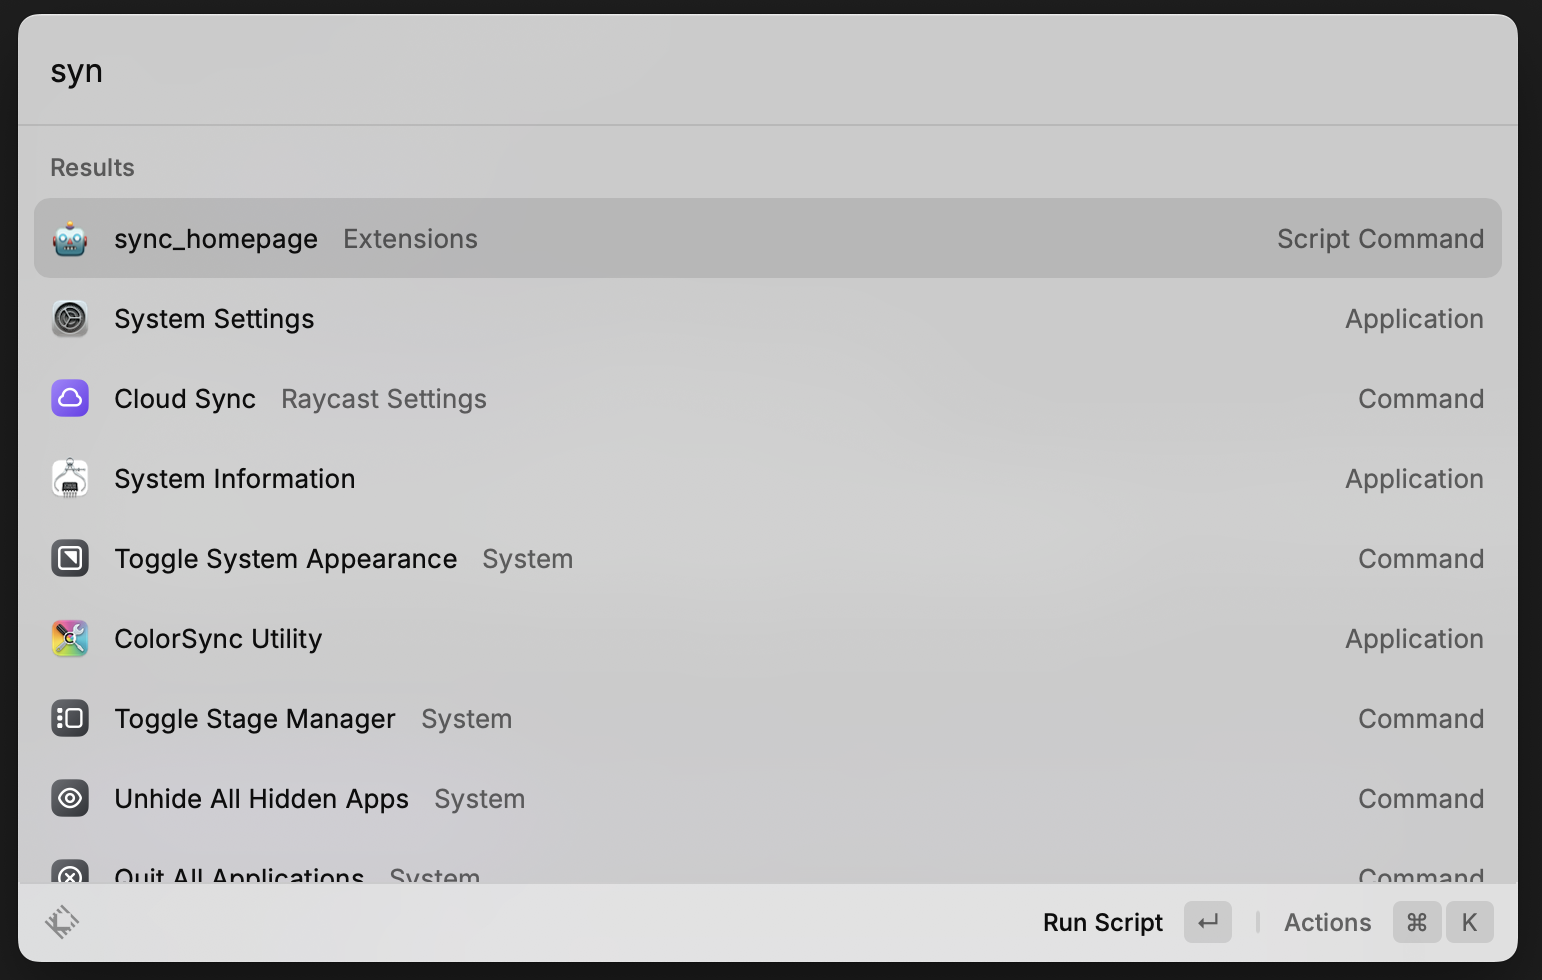 syn
Results
sync_homepage Extensions Script Command
System Settings Application
Cloud Sync Raycast Settings Command
System Information Application
Toggle System Appearance System Command
ColorSync Utility Application
Toggle Stage Manager System Command
Unhide All Hidden Apps System Command
Quit All Applications System Command
Run Script ↵ Actions ⌘ K